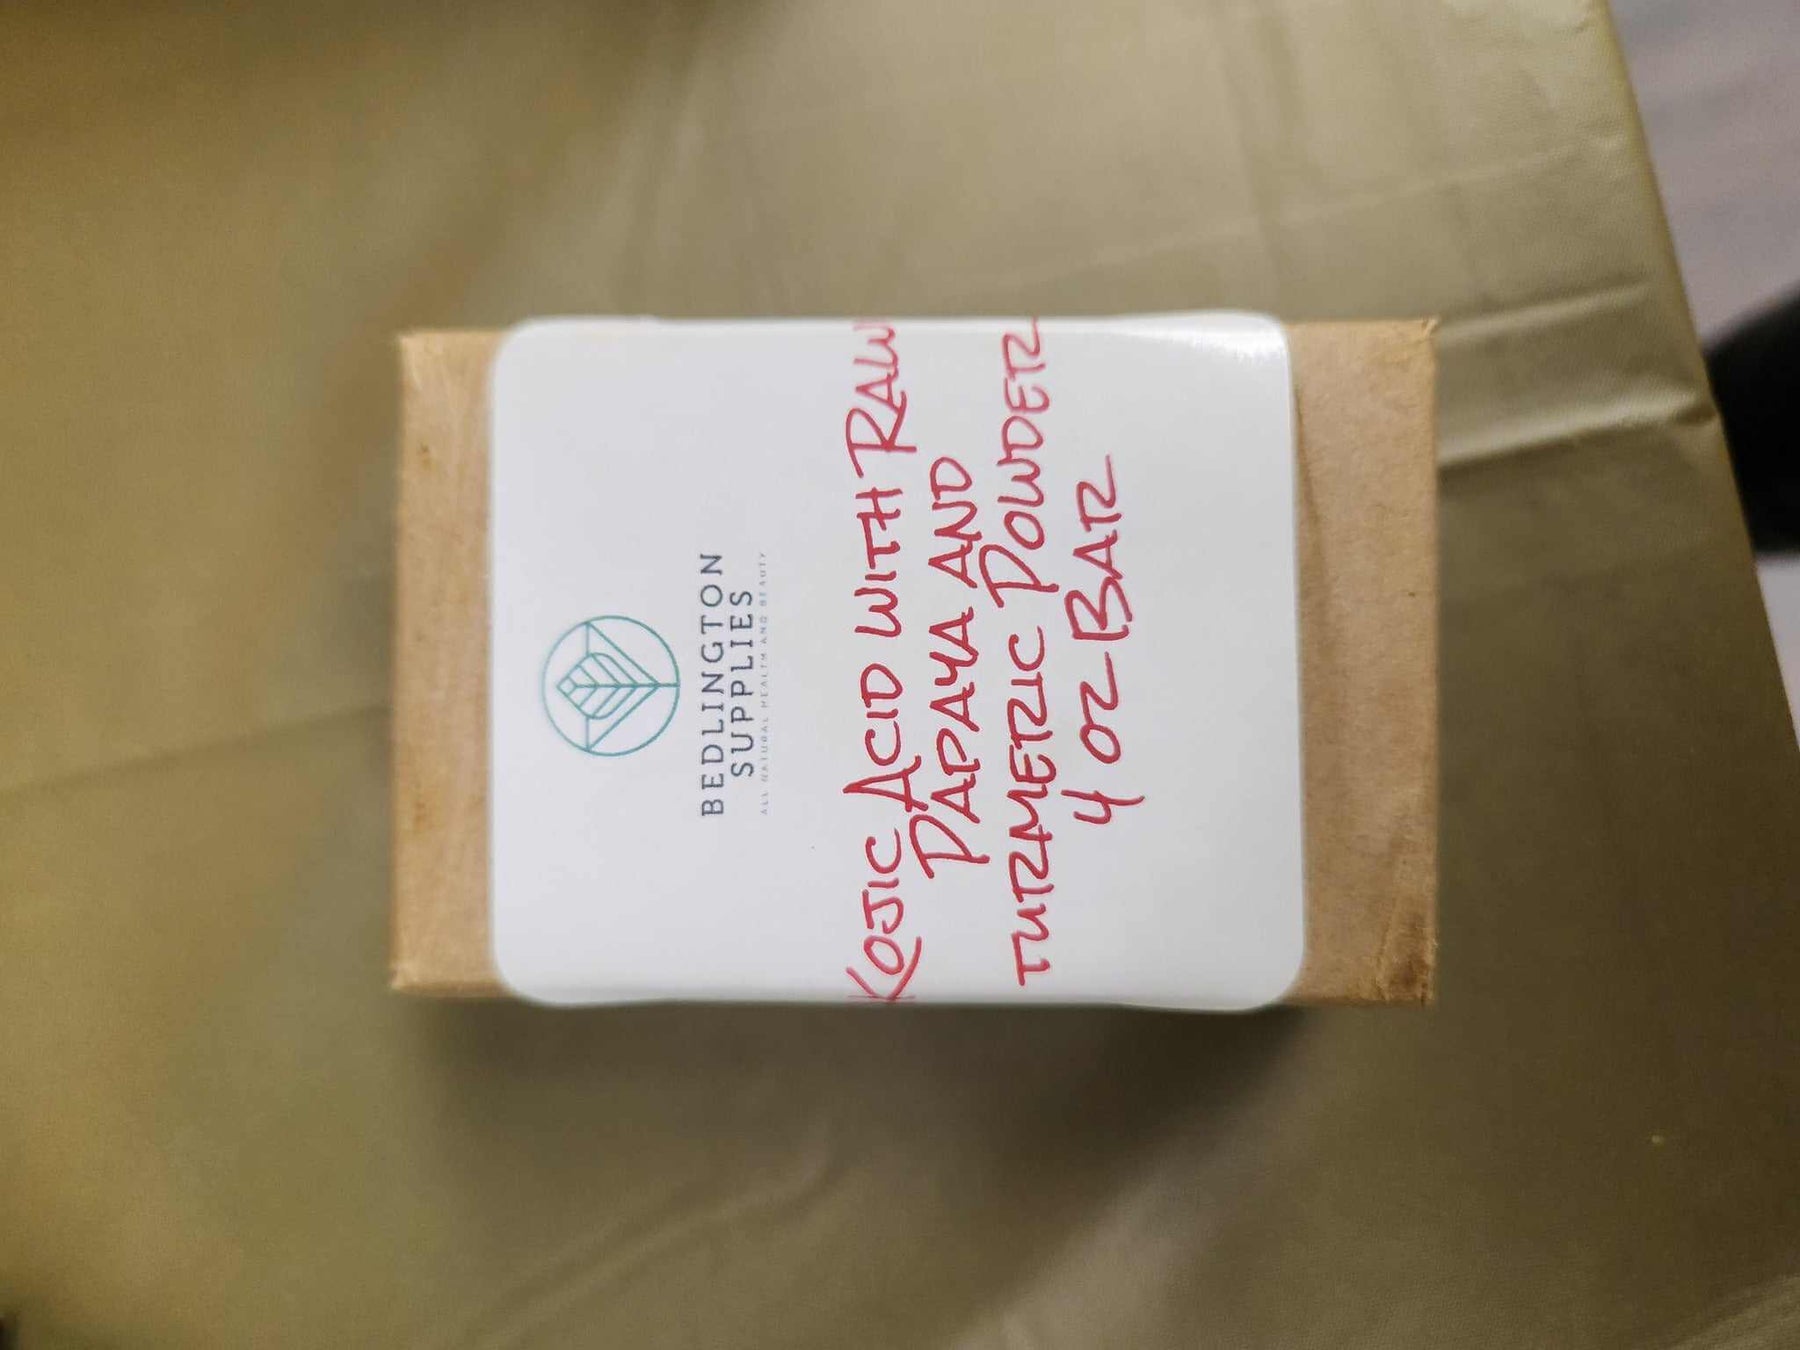 BEDLINGTON
SUPPLIES
ALL NATURAL HEALTH AND BEAUTY
KOJIC ACID WITH RAW
PAPAYA AND
TURMERIC POWDER
4 OZ BAR